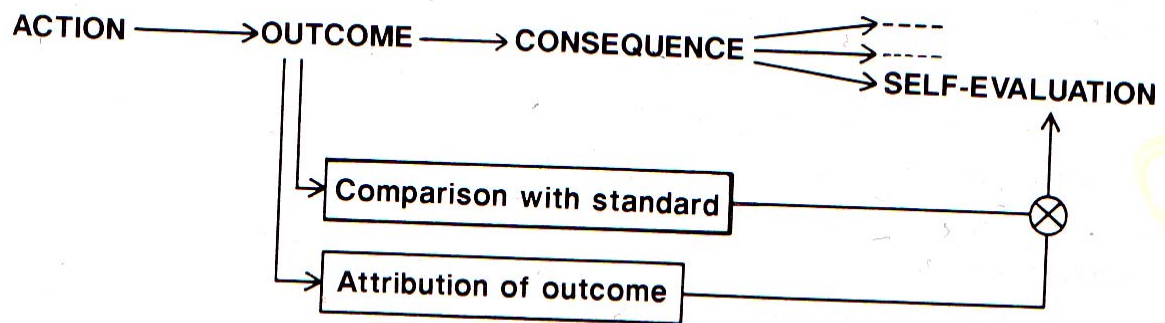 ACTION OUTCOME CONSEQUENCE
SELF-EVALUATION
Comparison with standard
Attribution of outcome